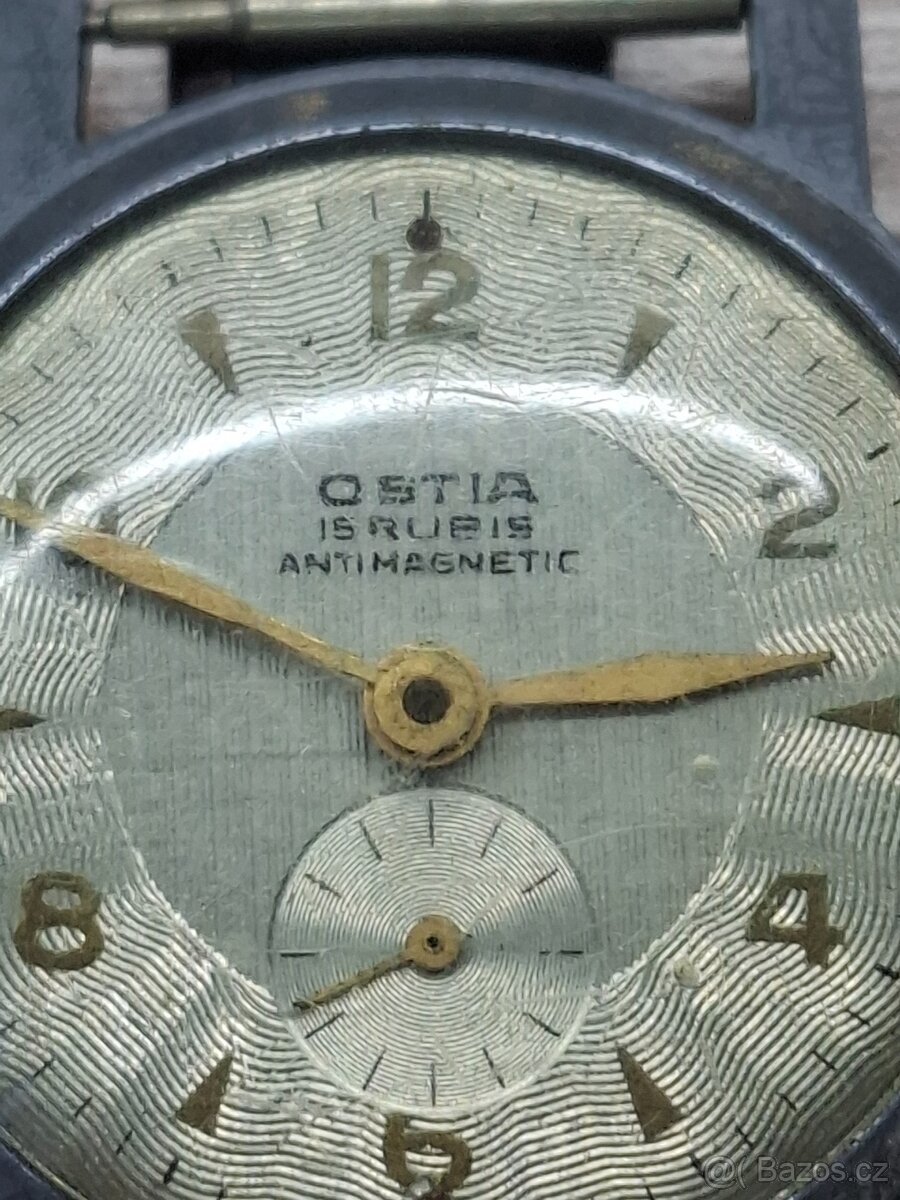 12
2
OSTIA
15 RUBIS
ANTIMAGNETIC
8
4
6
@( Bazos.cz